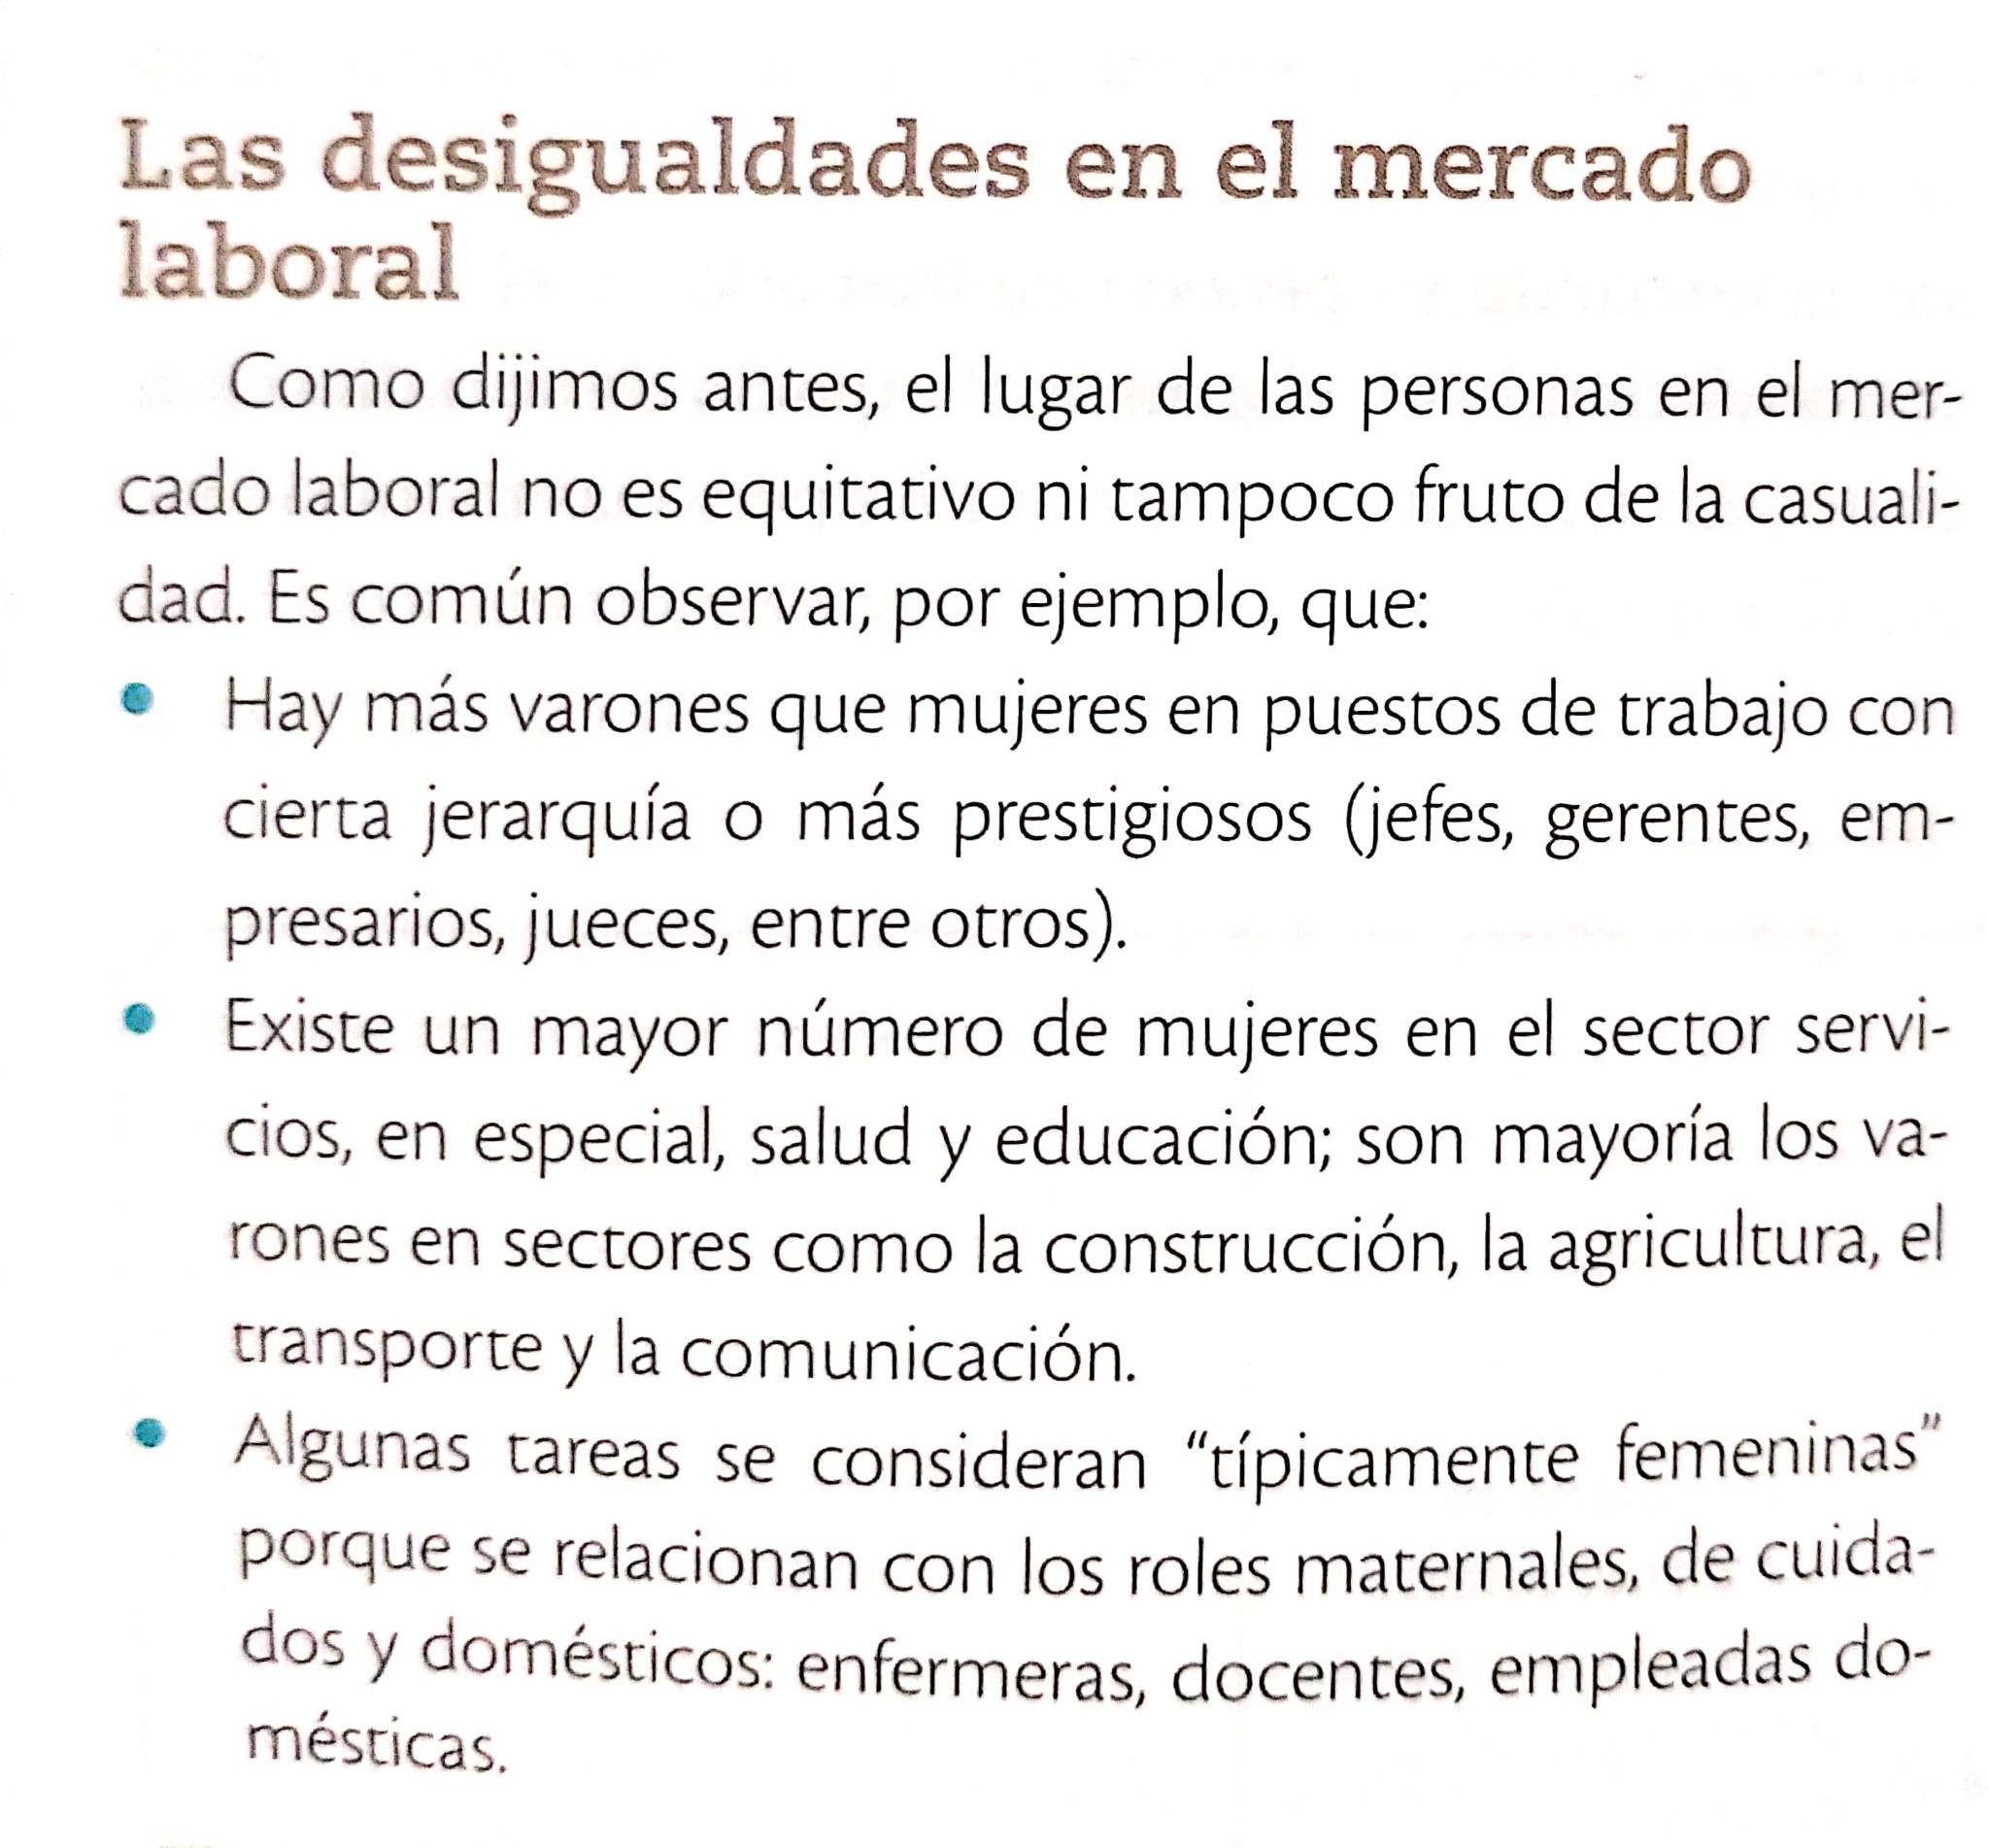 Las desigualdades en el mercado
laboral
Como dijimos antes, el lugar de las personas en el mer-
cado laboral no es equitativo ni tampoco fruto de la casuali-
dad. Es común observar, por ejemplo, que:
• Hay más varones que mujeres en puestos de trabajo con
cierta jerarquía o más prestigiosos (jefes, gerentes, em-
presarios, jueces, entre otros).
• Existe un mayor número de mujeres en el sector servi-
cios, en especial, salud y educación; son mayoría los va-
rones en sectores como la construcción, la agricultura, el
transporte y la comunicación.
• Algunas tareas se consideran “típicamente femeninas”
porque se relacionan con los roles maternales, de cuida-
dos y domésticos: enfermeras, docentes, empleadas do-
mésticas.